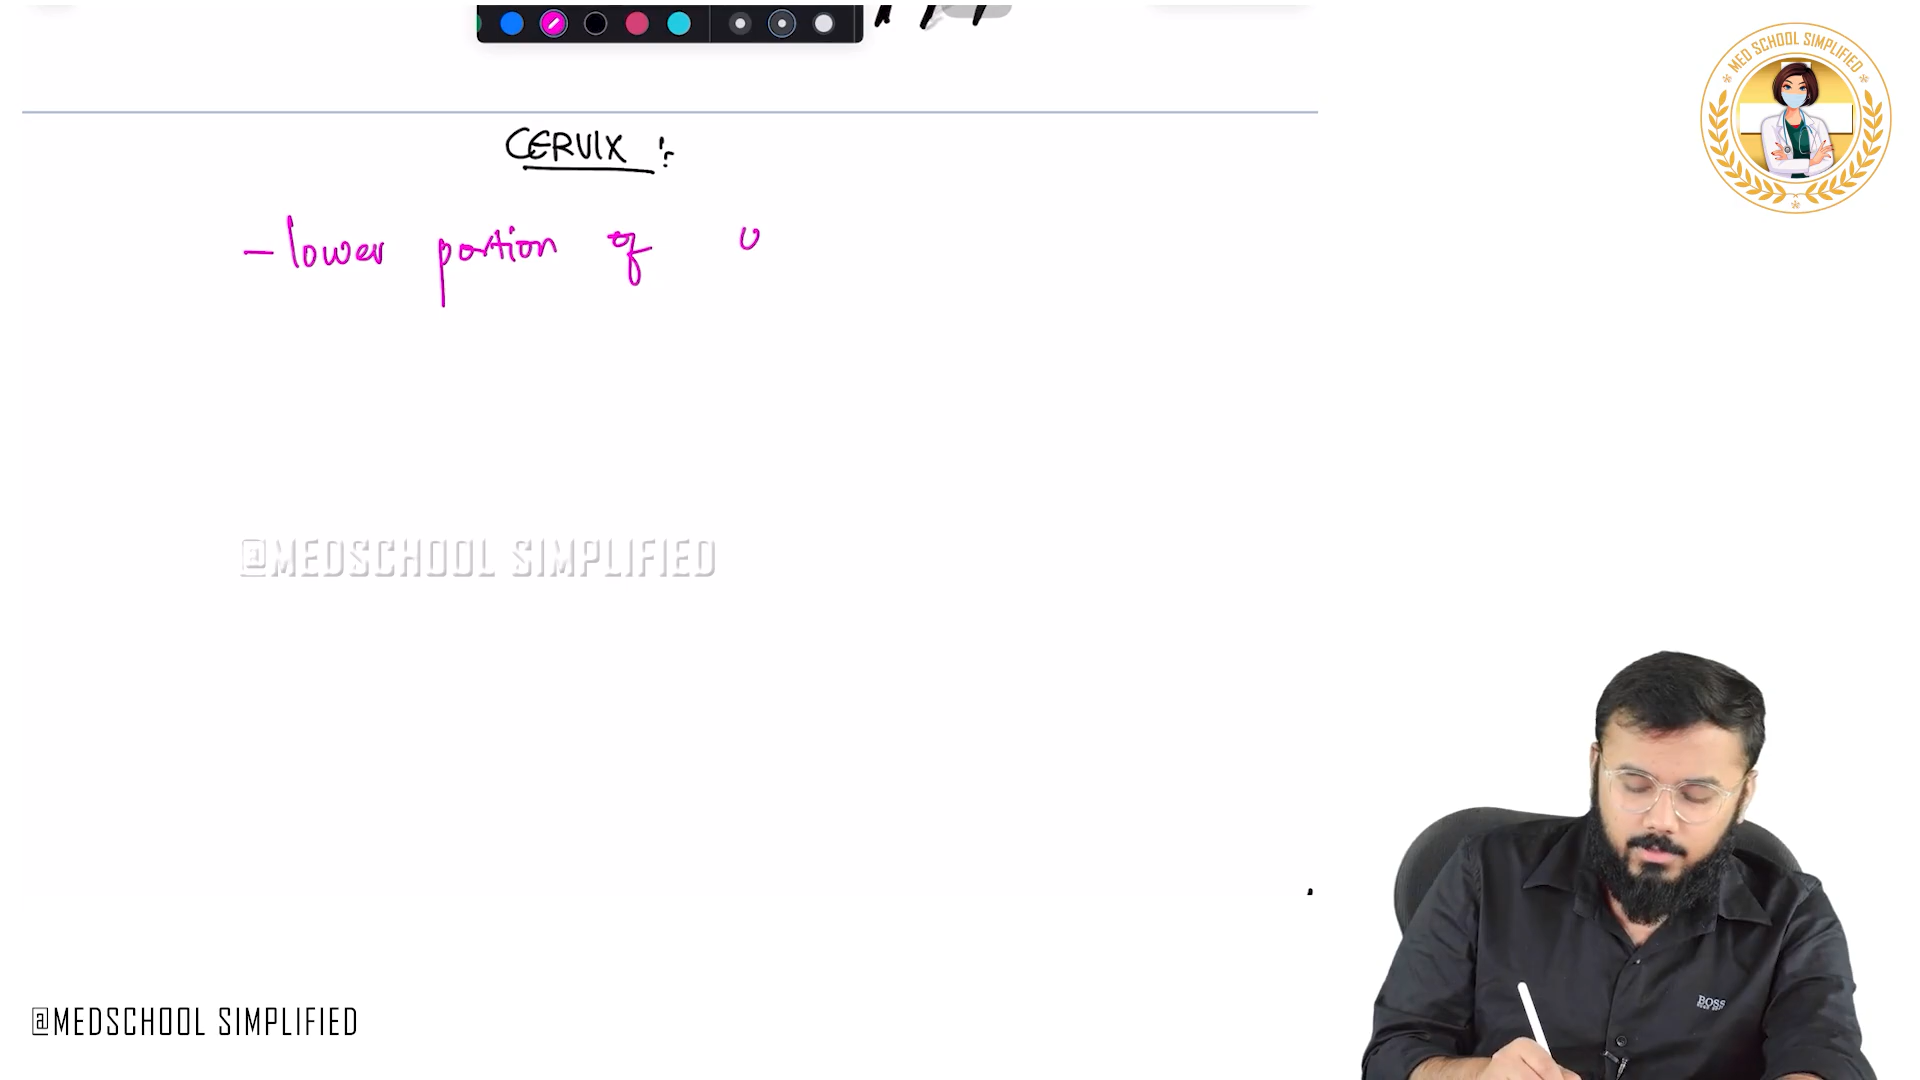 MED SCHOOL SIMPLIFIED
CERVIX :
- lower portion of u
@MEDSCHOOL SIMPLIFIED
BOSS
@MEDSCHOOL SIMPLIFIED